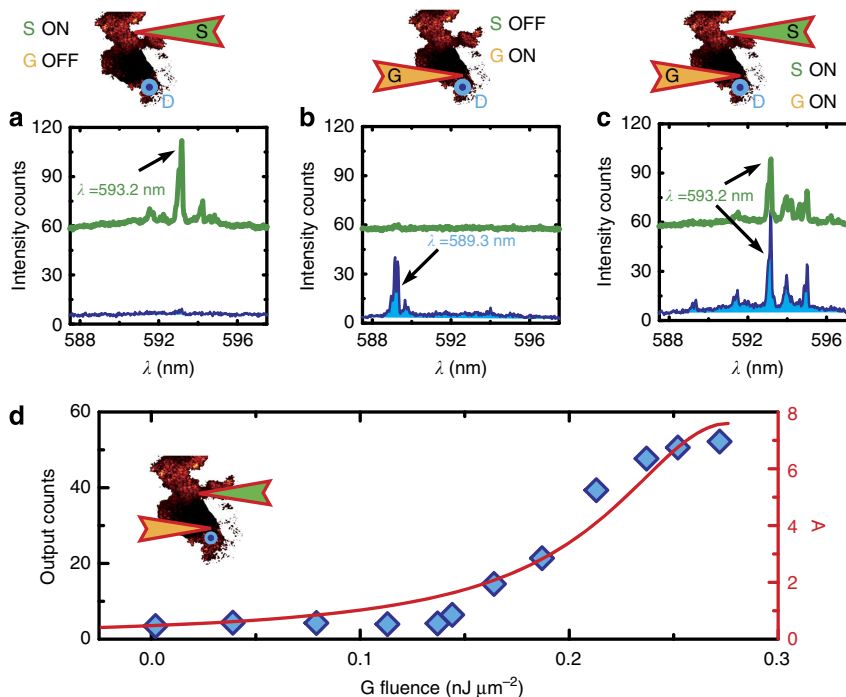 S ON
G OFF
S
D
S OFF
G ON
G
D
S
G
D
S ON
G ON
a
120
90
60
30
0
Intensity counts
λ =593.2 nm
588
592
596
λ (nm)
b
120
90
60
30
0
Intensity counts
λ=589.3 nm
588
592
596
λ (nm)
c
120
90
60
30
0
Intensity counts
λ =593.2 nm
588
592
596
λ (nm)
d
60
40
20
0
Output counts
8
6
4
2
0
A
0.0
0.1
0.2
0.3
G fluence (nJ μm⁻²)